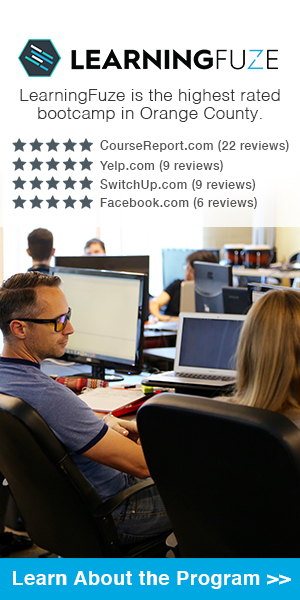 LEARNINGFUZE
LearningFuze is the highest rated
bootcamp in Orange County.
CourseReport.com (22 reviews)
Yelp.com (9 reviews)
SwitchUp.com (9 reviews)
Facebook.com (6 reviews)
Learn About the Program >>